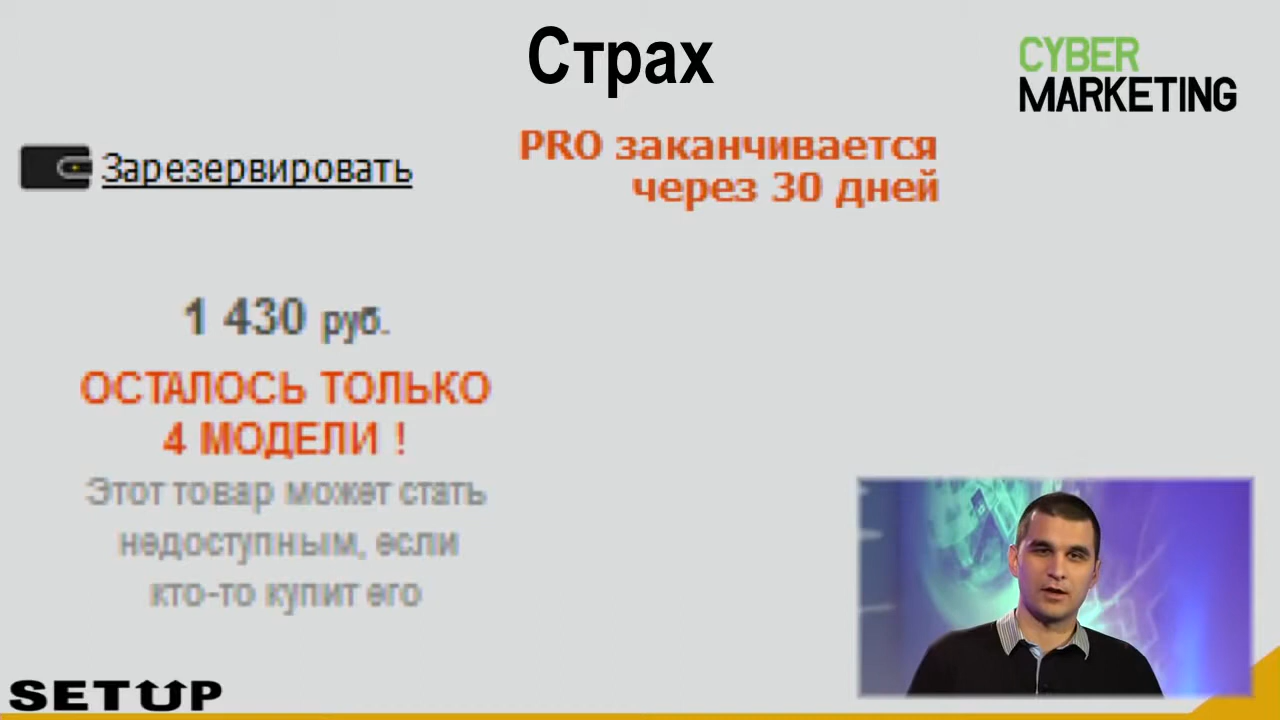 Страх
CYBER
MARKETING
Зарезервировать
PRO заканчивается
через 30 дней
1 430 руб.
ОСТАЛОСЬ ТОЛЬКО
4 МОДЕЛИ !
Этот товар может стать
недоступным, если
кто-то купит его
SETUP